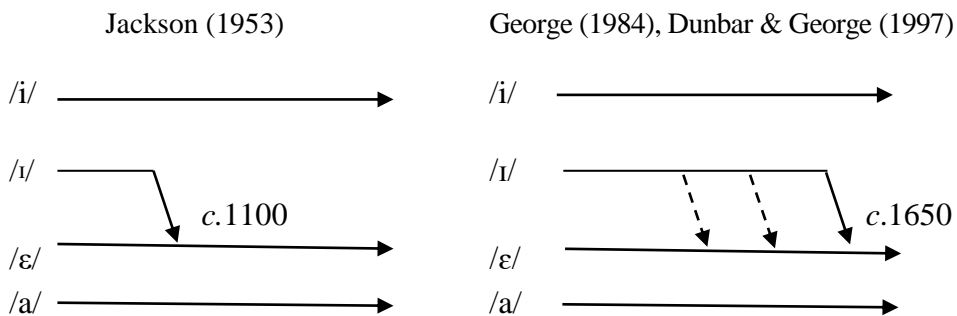 Jackson (1953)
/i/
/ɪ/
c.1100
/ɛ/
/a/
George (1984), Dunbar & George (1997)
/i/
/ɪ/
c.1650
/ɛ/
/a/